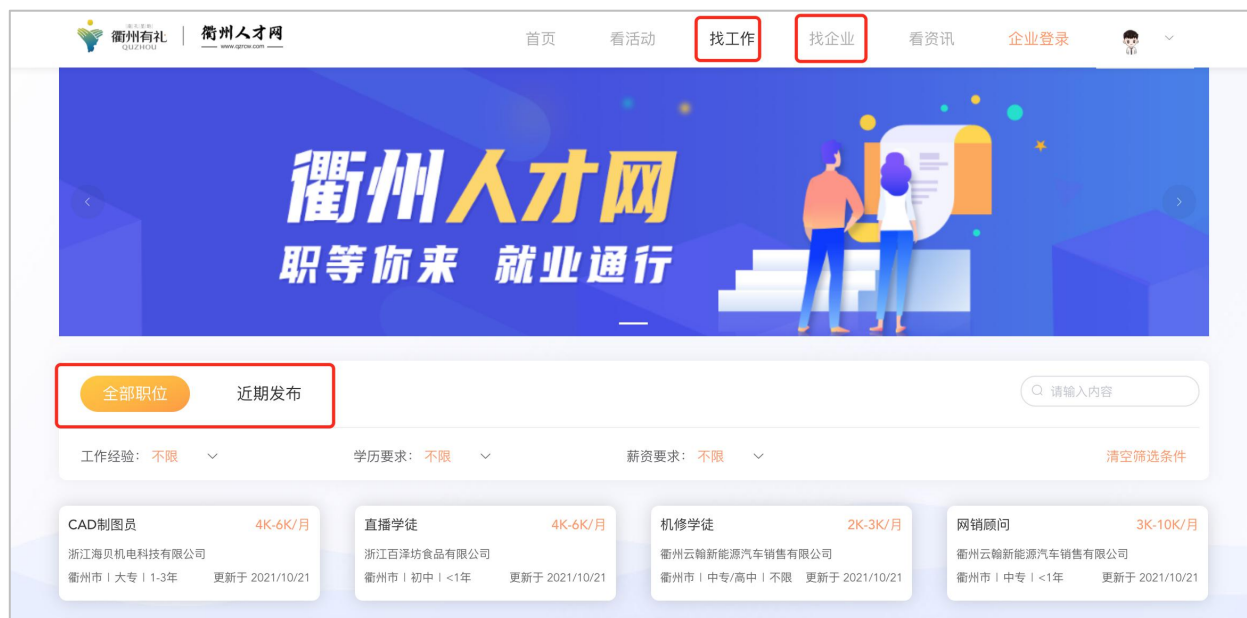 衢州有礼
QUZHOU
衢州人才网
www.qzrcw.com
首页 看活动 找工作 找企业 看资讯 企业登录
衢州人才网
职等你来 就业通行
全部职位 近期发布 请输入内容
工作经验：不限 学历要求：不限 薪资要求：不限 清空筛选条件
CAD制图员 4K-6K/月
浙江海贝机电科技有限公司
衢州市 | 大专 | 1-3年 更新于 2021/10/21
直播学徒 4K-6K/月
浙江百泽坊食品有限公司
衢州市 | 初中 | <1年 更新于 2021/10/21
机修学徒 2K-3K/月
衢州云翰新能源汽车销售有限公司
衢州市 | 中专/高中 | 不限 更新于 2021/10/21
网销顾问 3K-10K/月
衢州云翰新能源汽车销售有限公司
衢州市 | 中专 | <1年 更新于 2021/10/21